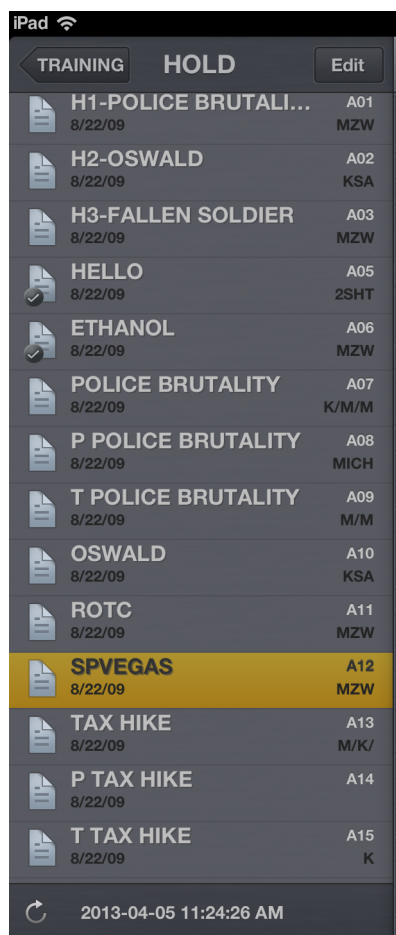 iPad
TRAINING HOLD Edit
H1-POLICE BRUTALI... A01
8/22/09 MZW
H2-OSWALD A02
8/22/09 KSA
H3-FALLEN SOLDIER A03
8/22/09 MZW
HELLO A05
8/22/09 2SHT
ETHANOL A06
8/22/09 MZW
POLICE BRUTALITY A07
8/22/09 K/M/M
P POLICE BRUTALITY A08
8/22/09 MICH
T POLICE BRUTALITY A09
8/22/09 M/M
OSWALD A10
8/22/09 KSA
ROTC A11
8/22/09 MZW
SPVEGAS A12
8/22/09 MZW
TAX HIKE A13
8/22/09 M/K/
P TAX HIKE A14
8/22/09
T TAX HIKE A15
8/22/09 K
2013-04-05 11:24:26 AM